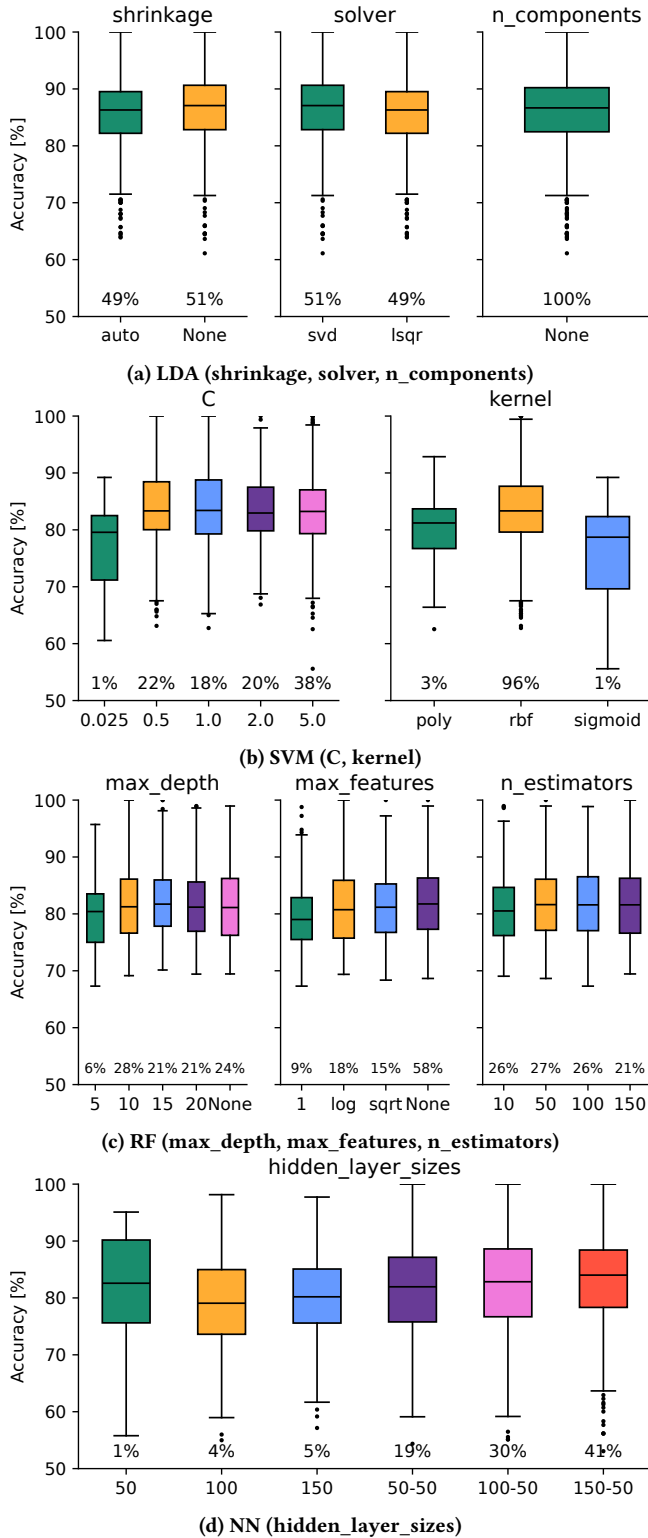 shrinkage solver n_components
100
90
80
70
60
50
Accuracy [%]
49% 51% 51% 49% 100%
auto None svd lsqr None
(a) LDA (shrinkage, solver, n_components)
C kernel
100
90
80
70
60
50
Accuracy [%]
1% 22% 18% 20% 38% 3% 96% 1%
0.025 0.5 1.0 2.0 5.0 poly rbf sigmoid
(b) SVM (C, kernel)
max_depth max_features n_estimators
100
90
80
70
60
50
Accuracy [%]
6% 28% 21% 21% 24% 9% 18% 15% 58% 26% 27% 26% 21%
5 10 15 20 None 1 log sqrt None 10 50 100 150
(c) RF (max_depth, max_features, n_estimators)
hidden_layer_sizes
100
90
80
70
60
50
Accuracy [%]
1% 4% 5% 19% 30% 41%
50 100 150 50-50 100-50 150-50
(d) NN (hidden_layer_sizes)